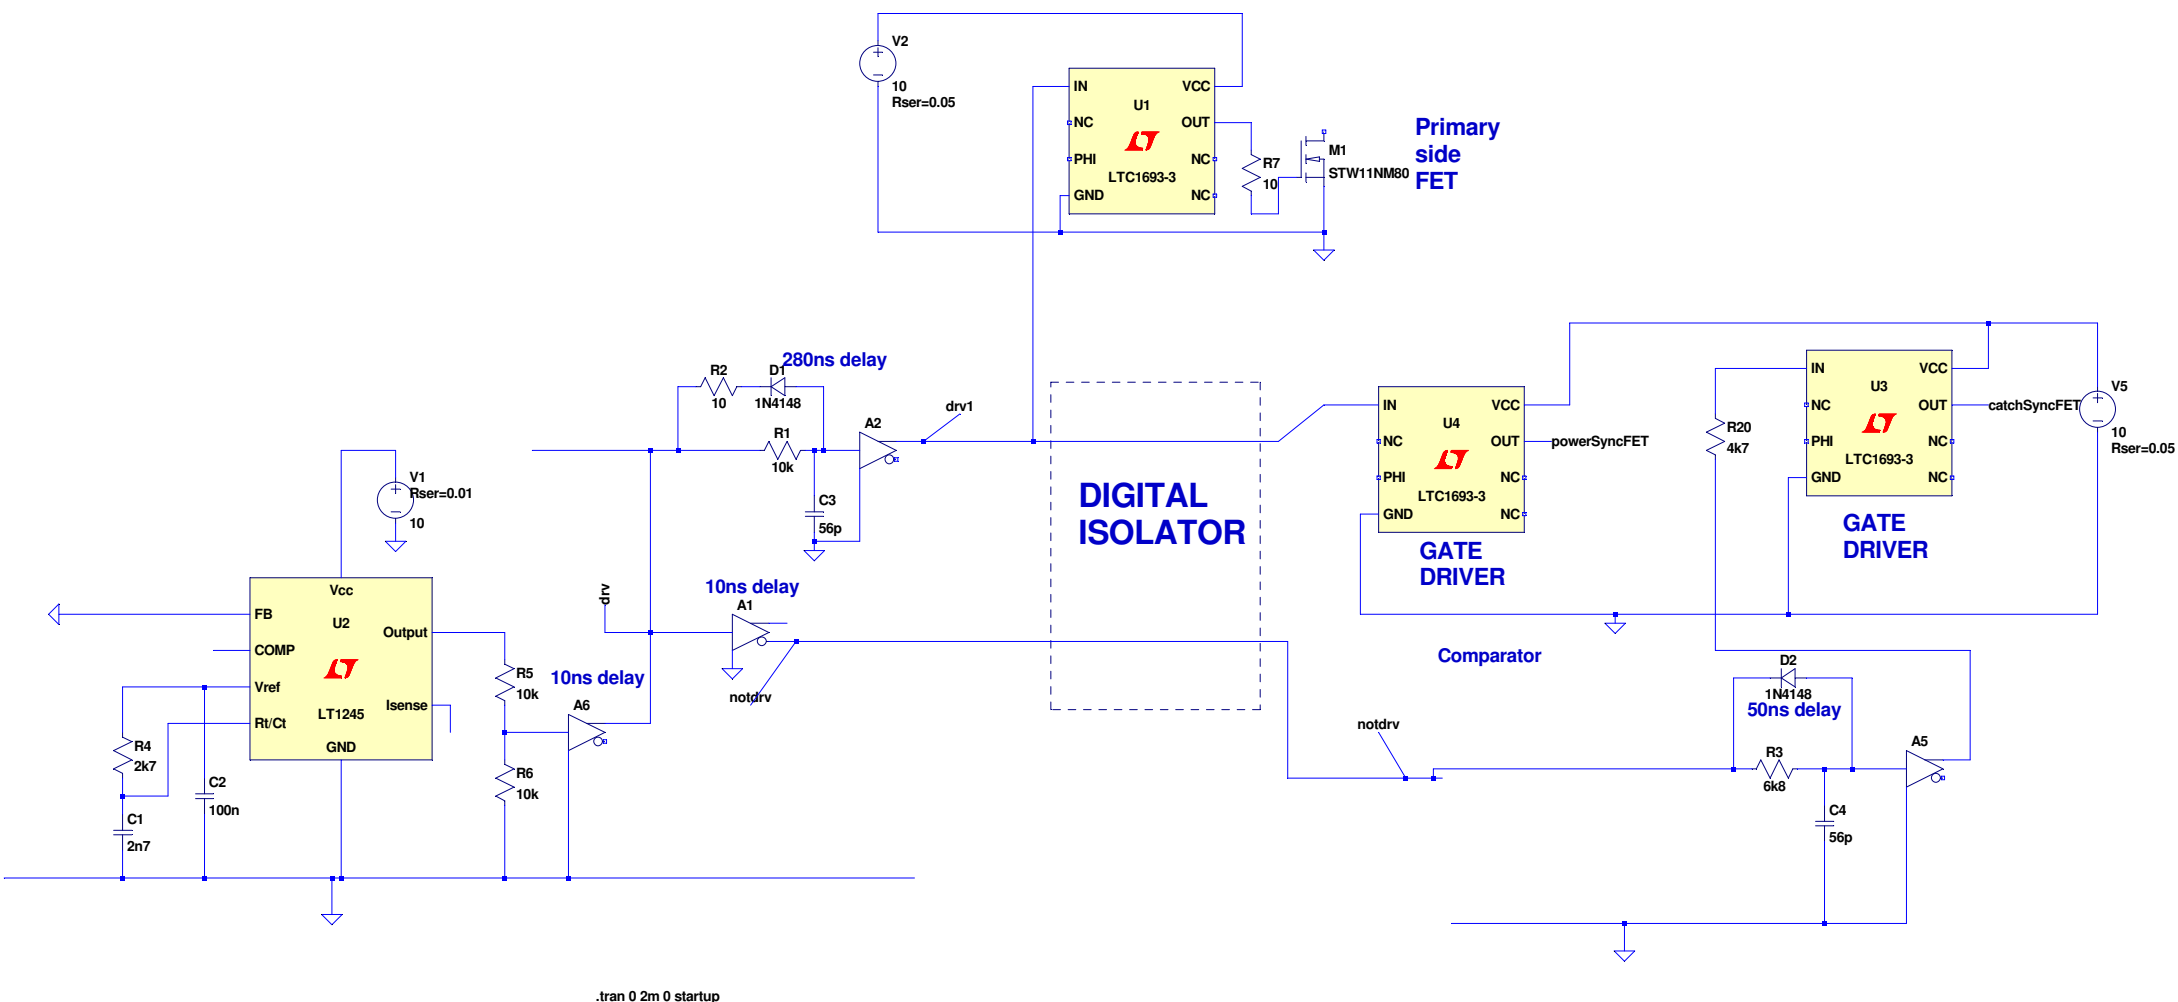 V2
10
Rser=0.05
IN
VCC
U1
NC
OUT
PHI
NC
LTC1693-3
GND
NC
R7
10
M1
STW11NM80
Primary
side
FET
280ns delay
R2
10
D1
1N4148
R1
10k
A2
C3
56p
drv1
DIGITAL
ISOLATOR
IN
VCC
U4
NC
OUT
powerSyncFET
PHI
NC
LTC1693-3
GND
NC
GATE
DRIVER
R20
4k7
IN
VCC
U3
NC
OUT
catchSyncFET
PHI
NC
LTC1693-3
GND
NC
GATE
DRIVER
V5
10
Rser=0.05
V1
Rser=0.01
10
Vcc
FB
U2
Output
COMP
Vref
Isense
LT1245
Rt/Ct
GND
R4
2k7
C1
2n7
C2
100n
R5
10k
R6
10k
10ns delay
A6
drv
10ns delay
A1
notdrv
Comparator
notdrv
D2
1N4148
50ns delay
R3
6k8
A5
C4
56p
.tran 0 2m 0 startup